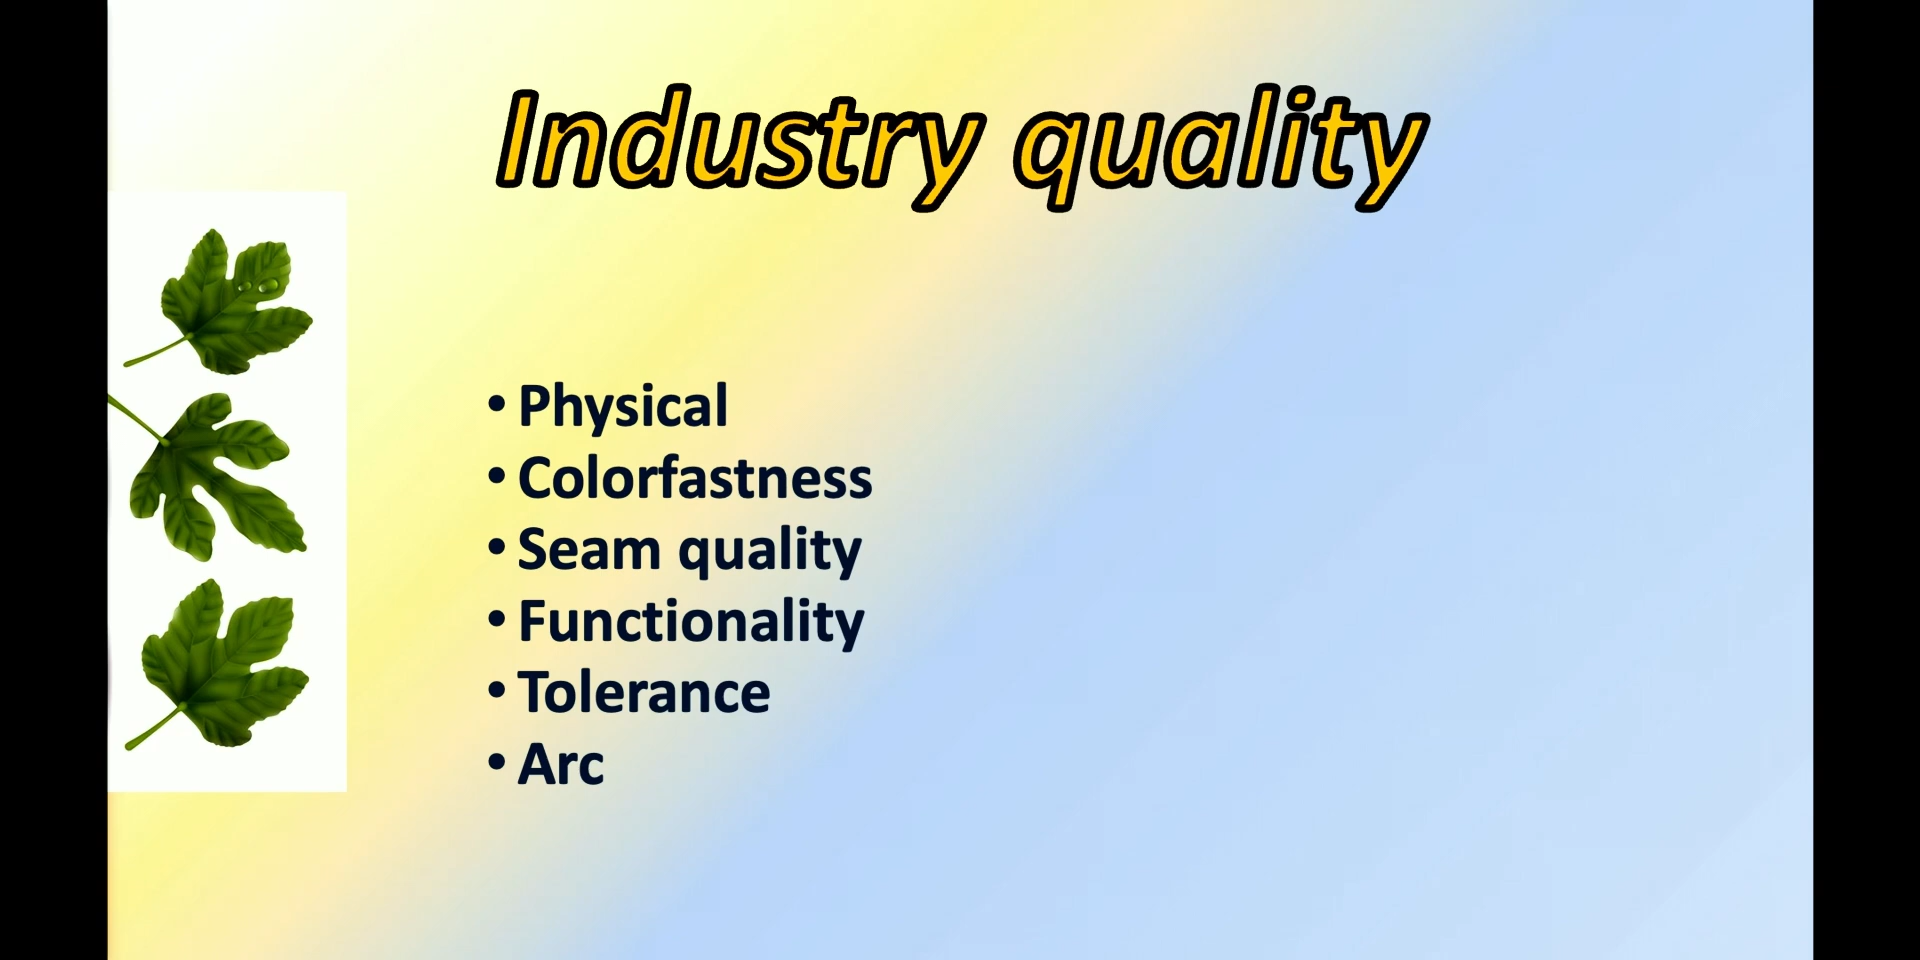 Industry quality
• Physical
• Colorfastness
• Seam quality
• Functionality
• Tolerance
• Arc